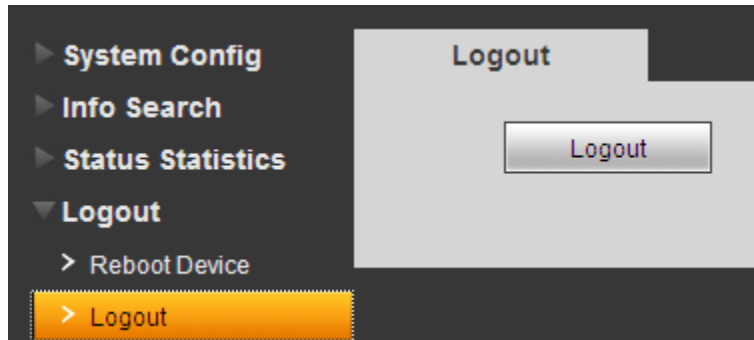 System Config
Info Search
Status Statistics
Logout
Reboot Device
Logout
Logout
Logout